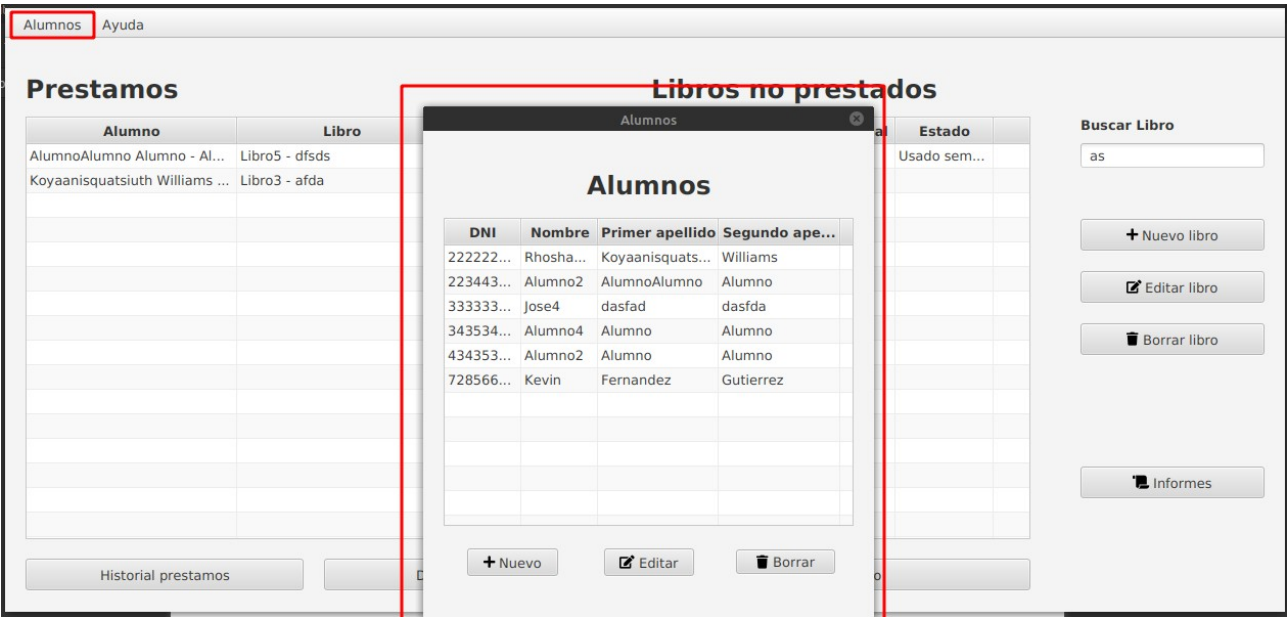 Alumnos Ayuda
Prestamos
Libros no prestados
Alumno Libro
AlumnoAlumno Alumno - Al... Libro5 - dfsds
Koyaanisquatsiuth Williams ... Libro3 - afda
al Estado
Usado sem...
Buscar Libro
as
Nuevo libro
Editar libro
Borrar libro
Informes
Historial prestamos
Alumnos
Alumnos
DNI Nombre Primer apellido Segundo ape...
222222... Rhosha... Koyaanisquats... Williams
223443... Alumno2 AlumnoAlumno Alumno
333333... Jose4 dasfad dasfda
343534... Alumno4 Alumno Alumno
434353... Alumno2 Alumno Alumno
728566... Kevin Fernandez Gutierrez
Nuevo Editar Borrar